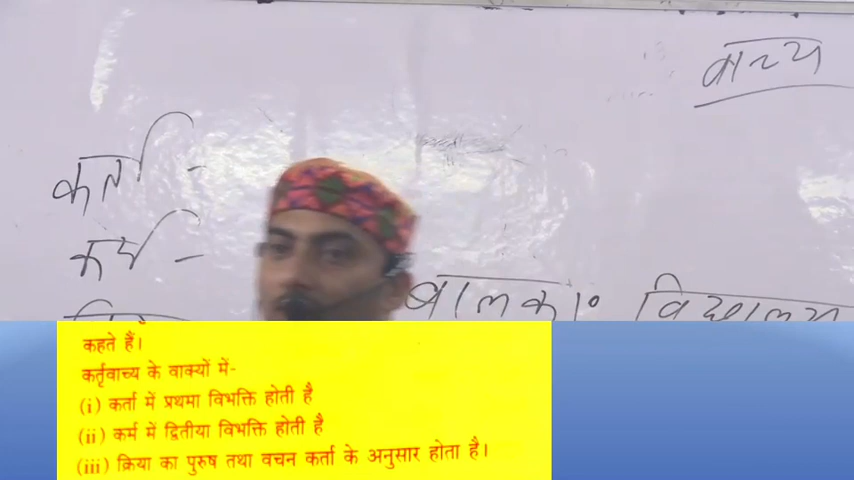 वाच्य
कर्ता -
कर्म -
बालकाः विद्यालय
कहते हैं।
कर्तृवाच्य के वाक्यों में-
(i) कर्ता में प्रथमा विभक्ति होती है
(ii) कर्म में द्वितीया विभक्ति होती है
(iii) क्रिया का पुरुष तथा वचन कर्ता के अनुसार होता है।